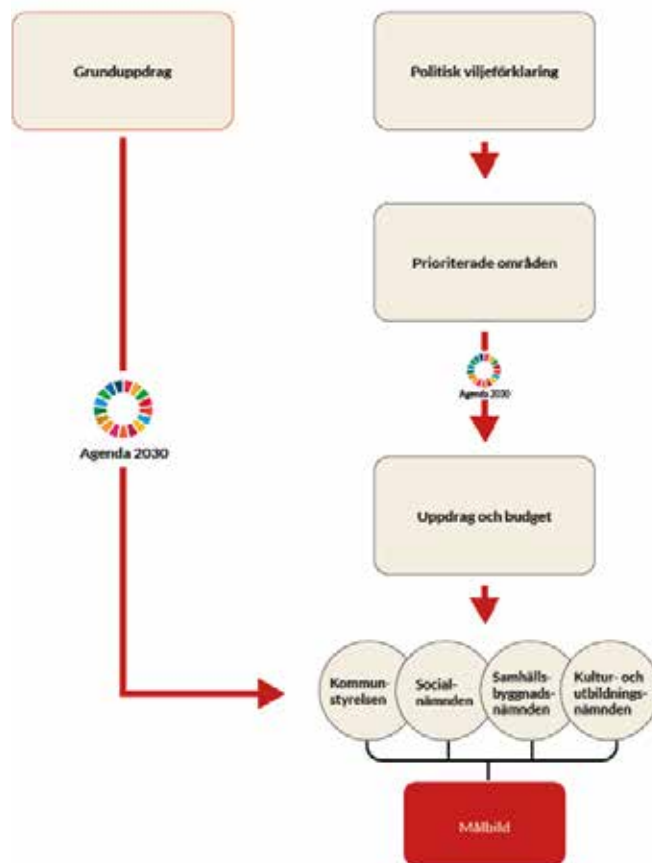 Grunduppdrag
Politisk viljeförklaring
Prioriterade områden
Agenda 2030
Agenda 2030
Uppdrag och budget
Kommun-
styrelsen
Social-
nämnden
Samhälls-
byggnads-
nämnden
Kultur- och
utbildnings-
nämnden
Målbild